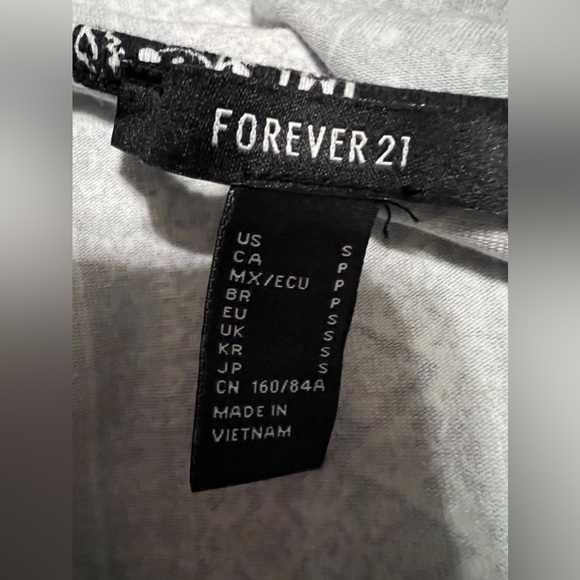 FOREVER 21
US S
CA P
MX/ECU P
BR P
EU S
UK S
KR S
JP S
CN 160/84A
MADE IN
VIETNAM